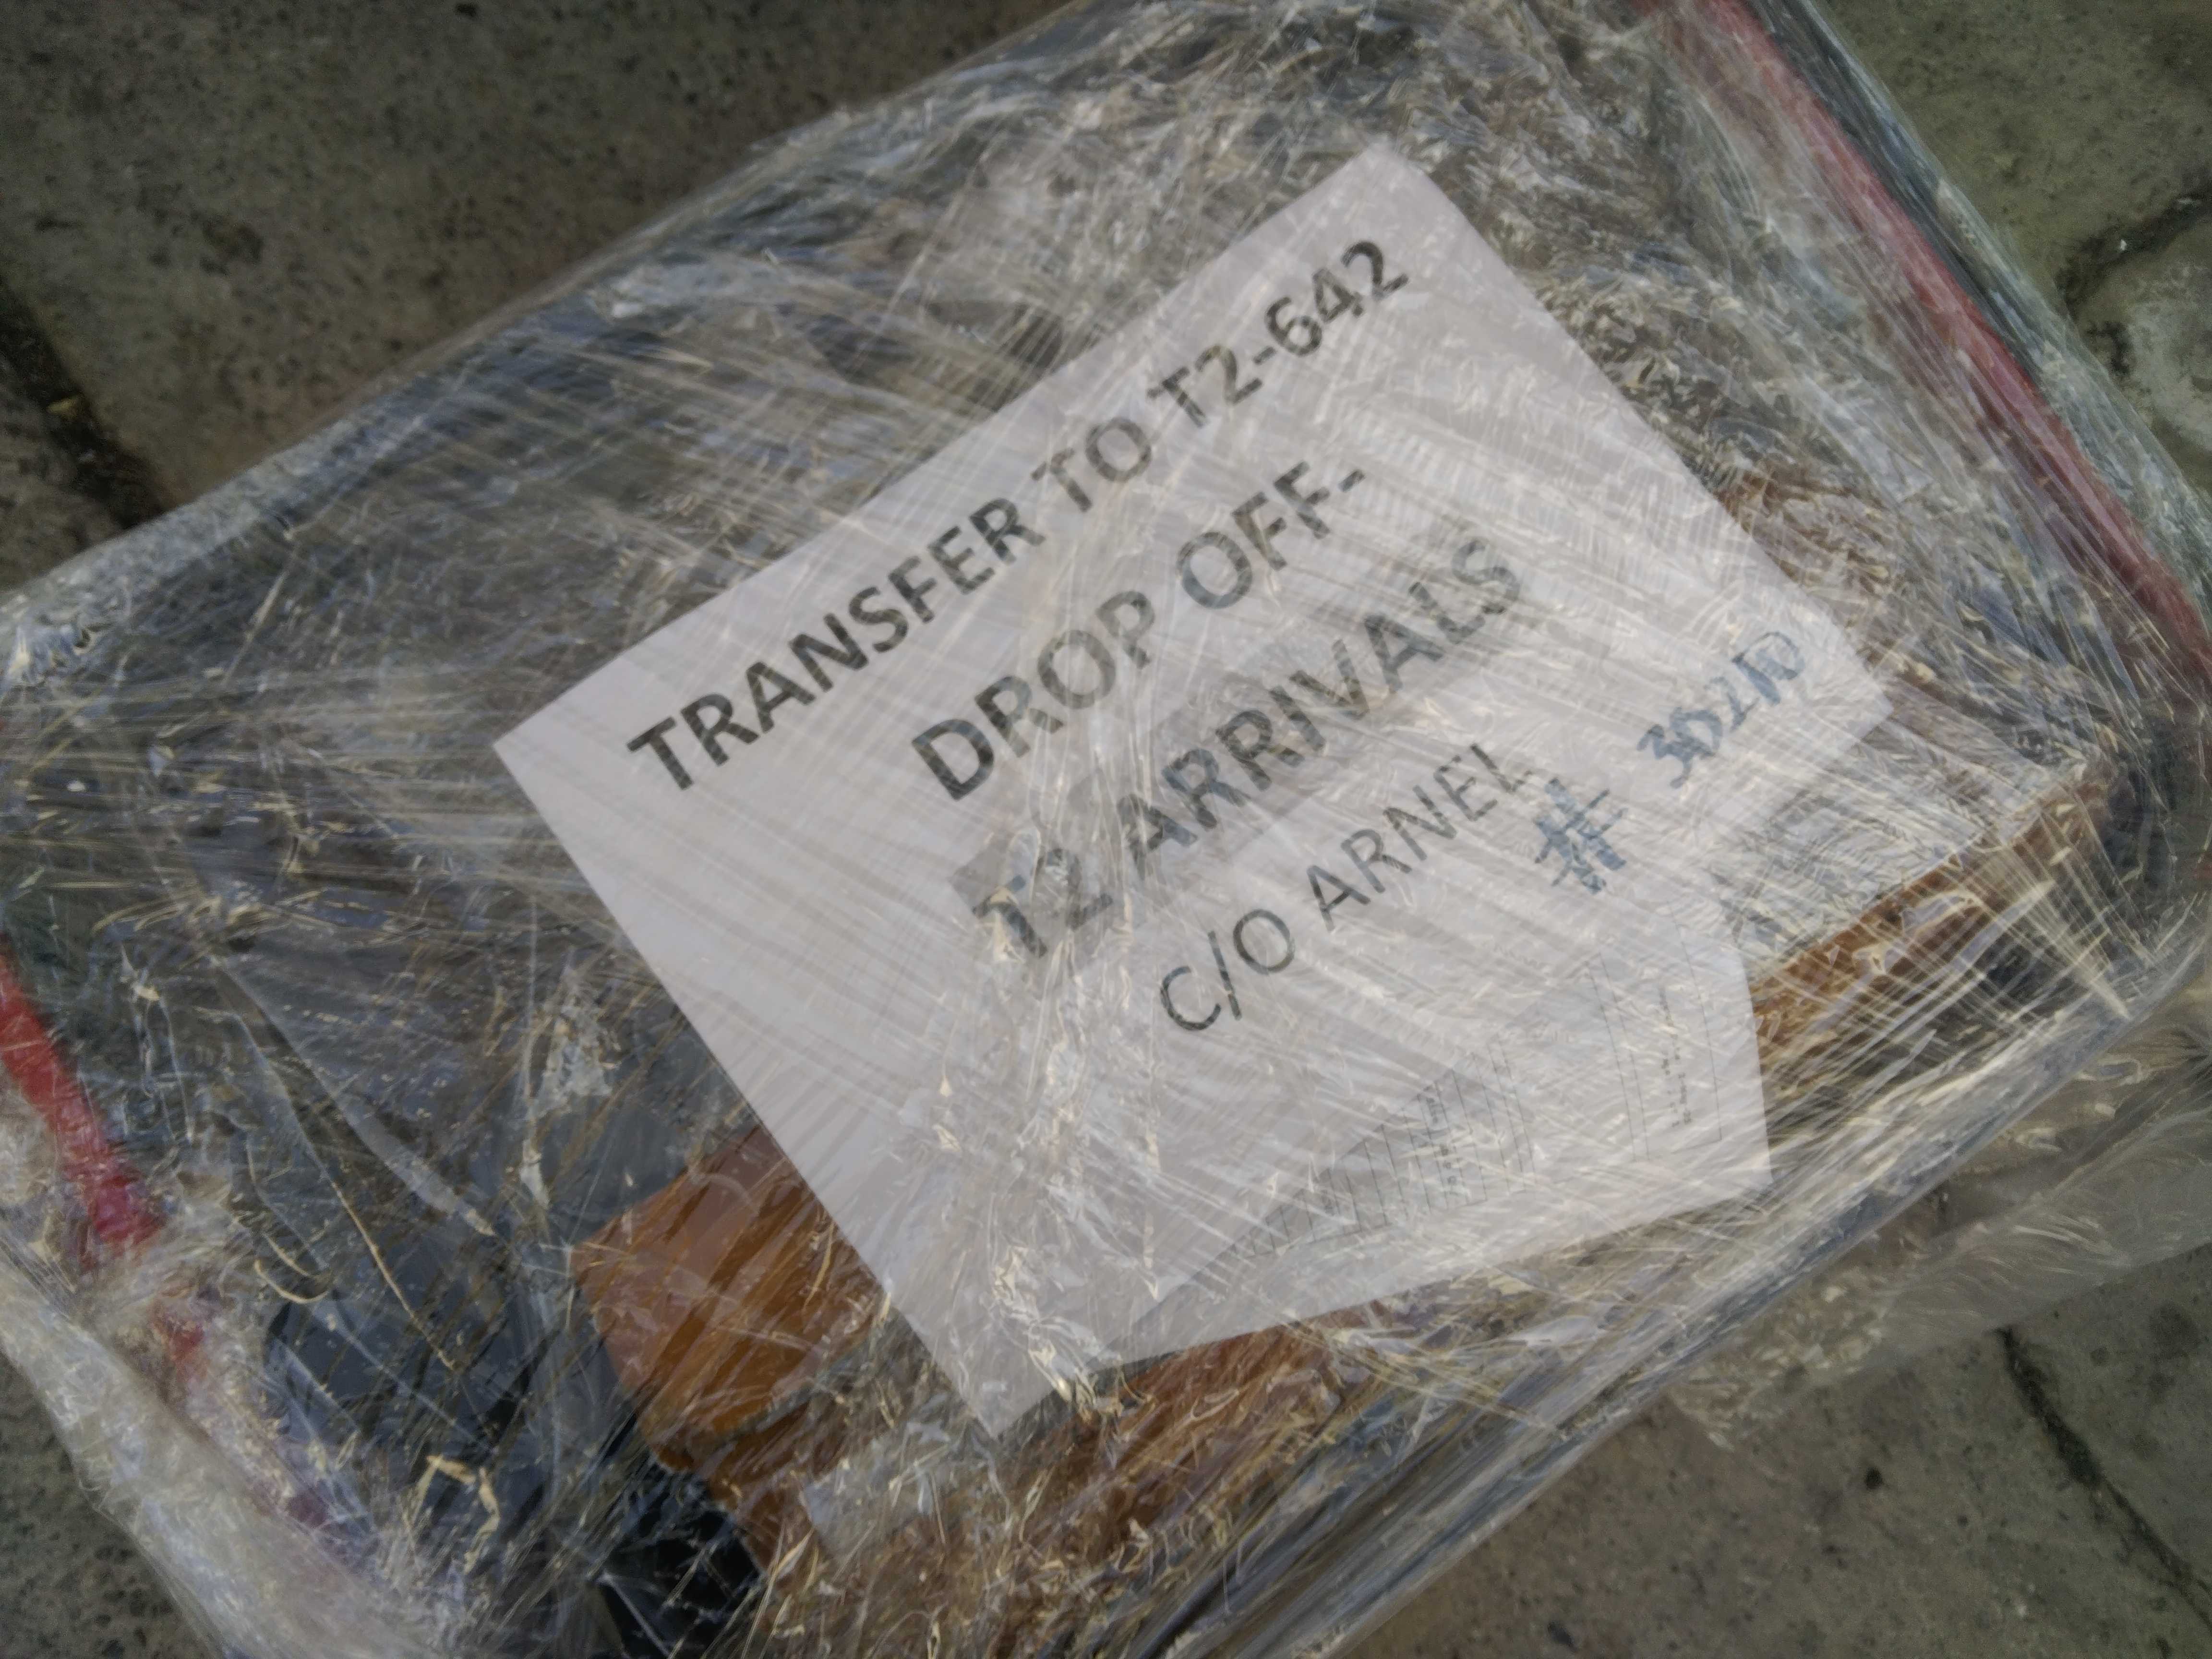 TRANSFER TO T2-642
DROP OFF-
T2 ARRIVALS
C/O ARNEL
# 30210